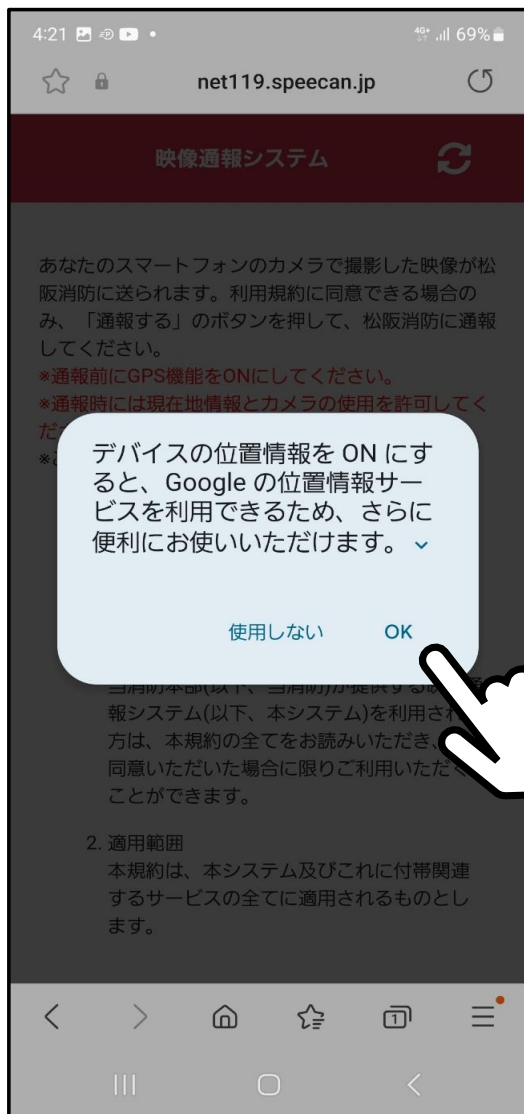 4:21
4G+ 69%
net119.speecan.jp
映像通報システム
あなたのスマートフォンのカメラで撮影した映像が松
阪消防に送られます。利用規約に同意できる場合の
み、「通報する」のボタンを押して、松阪消防に通報
してください。
*通報前にGPS機能をONにしてください。
*通報時には現在地情報とカメラの使用を許可してく
デバイスの位置情報を ON にす
ると、Google の位置情報サー
ビスを利用できるため、さらに
便利にお使いいただけます。
使用しない OK
当消防本部(以下、当消防)が提供する
報システム(以下、本システム)を利用さ
方は、本規約の全てをお読みいただき、
同意いただいた場合に限りご利用いただ
ことができます。
2. 適用範囲
本規約は、本システム及びこれに付帯関連
するサービスの全てに適用されるものとし
ます。
1